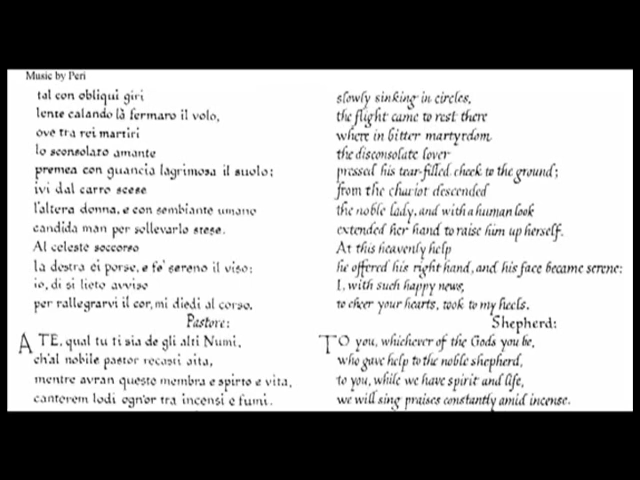 Music by Peri
tal con obliqui giri
lente calando là fermaro il volo,
ove tra rei martiri
lo sconsolato amante
premea con guancia lagrimosa il suolo;
ivi dal carro scese
l'altera donna, e con sembiante umano
candida man per sollevarlo stese.
Al celeste soccorso
la destra ei porse, e fe' sereno il viso:
io, di sì lieto avviso
per rallegrarvi il cor, mi diedi al corso.
Pastore:
A TE, qual tu ti sia de gli alti Numi,
ch'al nobile pastor recasti aita,
mentre avran questo membra e spirto e vita,
canterem lodi ogn'or tra incensi e fumi.
slowly sinking in circles,
the flight came to rest there
where in bitter martyrdom
the disconsolate lover
pressed his tear-filled cheek to the ground;
from the chariot descended
the noble lady, and with a human look
extended her hand to raise him up herself.
At this heavenly help
he offered his right hand, and his face became serene:
I, with such happy news,
to cheer your hearts, took to my heels.
Shepherd:
TO you, whichever of the Gods you be,
who gave help to the noble shepherd,
to you, while we have spirit and life,
we will sing praises constantly amid incense.